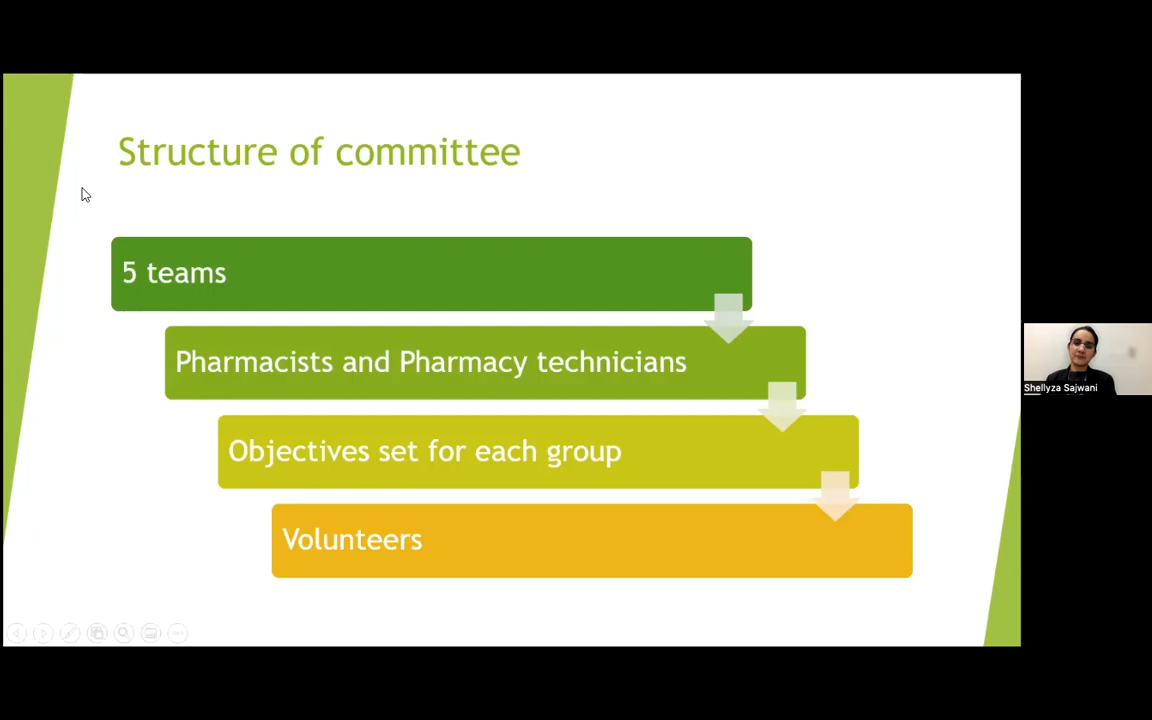 Structure of committee
5 teams
Pharmacists and Pharmacy technicians
Objectives set for each group
Volunteers
Shellyza Sajwani